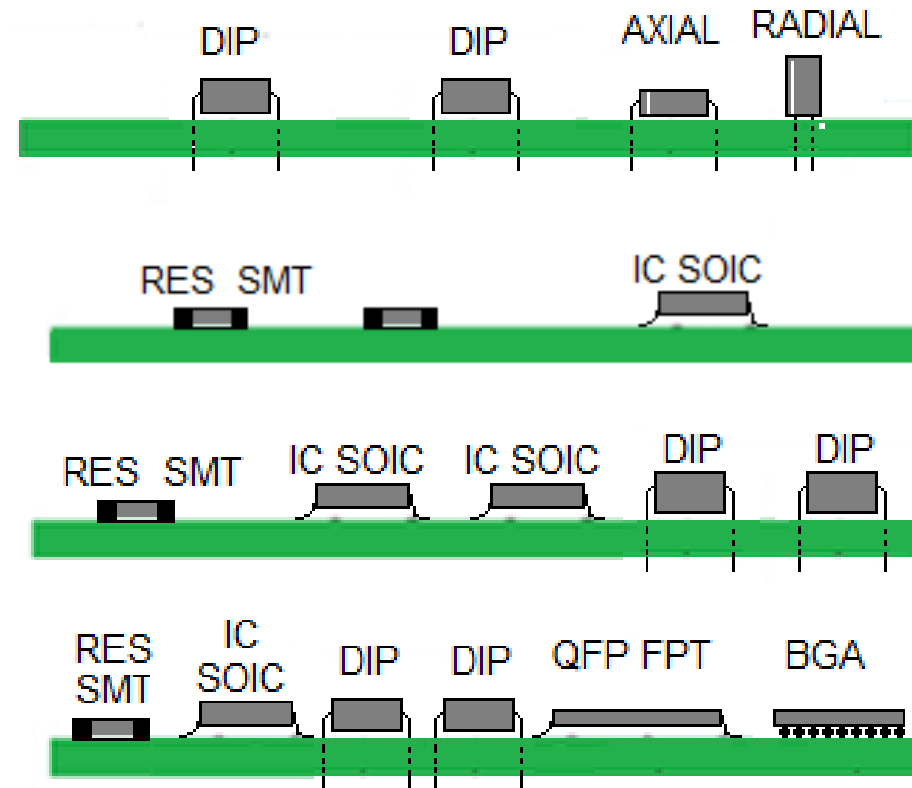 DIP DIP AXIAL RADIAL
RES SMT IC SOIC
RES SMT IC SOIC IC SOIC DIP DIP
RES SMT IC SOIC DIP DIP QFP FPT BGA